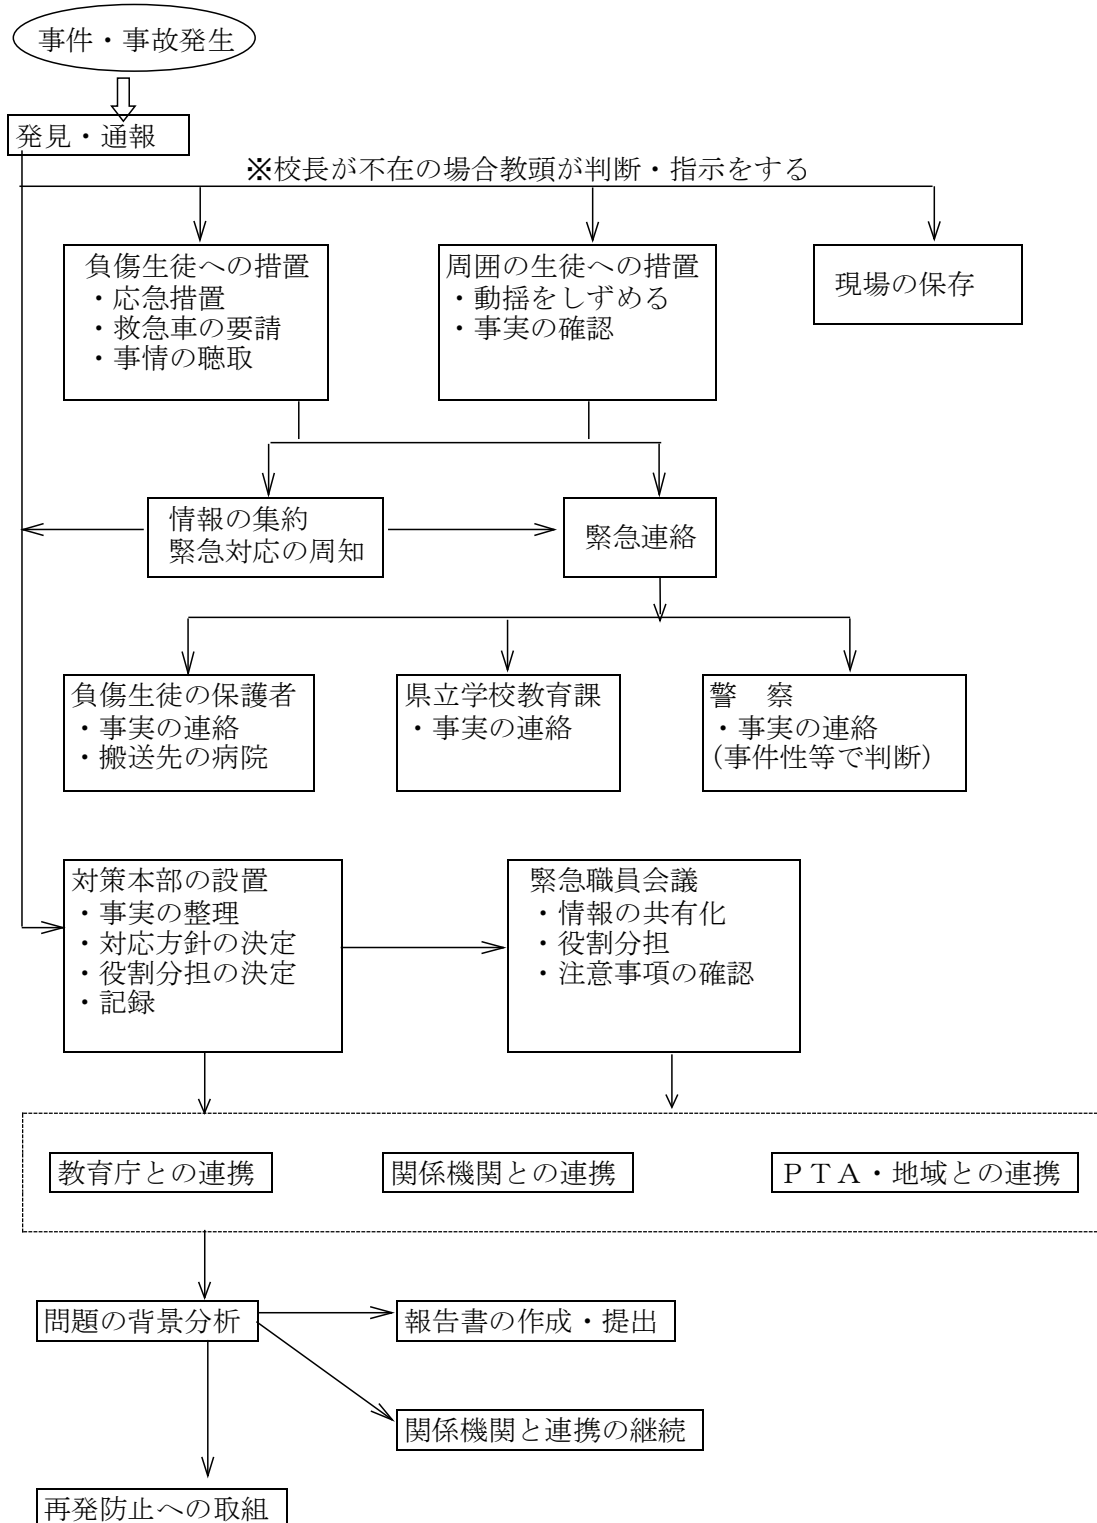 事件・事故発生
発見・通報
※校長が不在の場合教頭が判断・指示をする
負傷生徒への措置
・応急措置
・救急車の要請
・事情の聴取
周囲の生徒への措置
・動揺をしずめる
・事実の確認
現場の保存
情報の集約
緊急対応の周知
緊急連絡
負傷生徒の保護者
・事実の連絡
・搬送先の病院
県立学校教育課
・事実の連絡
警　察
・事実の連絡
(事件性等で判断)
対策本部の設置
・事実の整理
・対応方針の決定
・役割分担の決定
・記録
緊急職員会議
・情報の共有化
・役割分担
・注意事項の確認
教育庁との連携
関係機関との連携
ＰＴＡ・地域との連携
問題の背景分析
報告書の作成・提出
関係機関と連携の継続
再発防止への取組